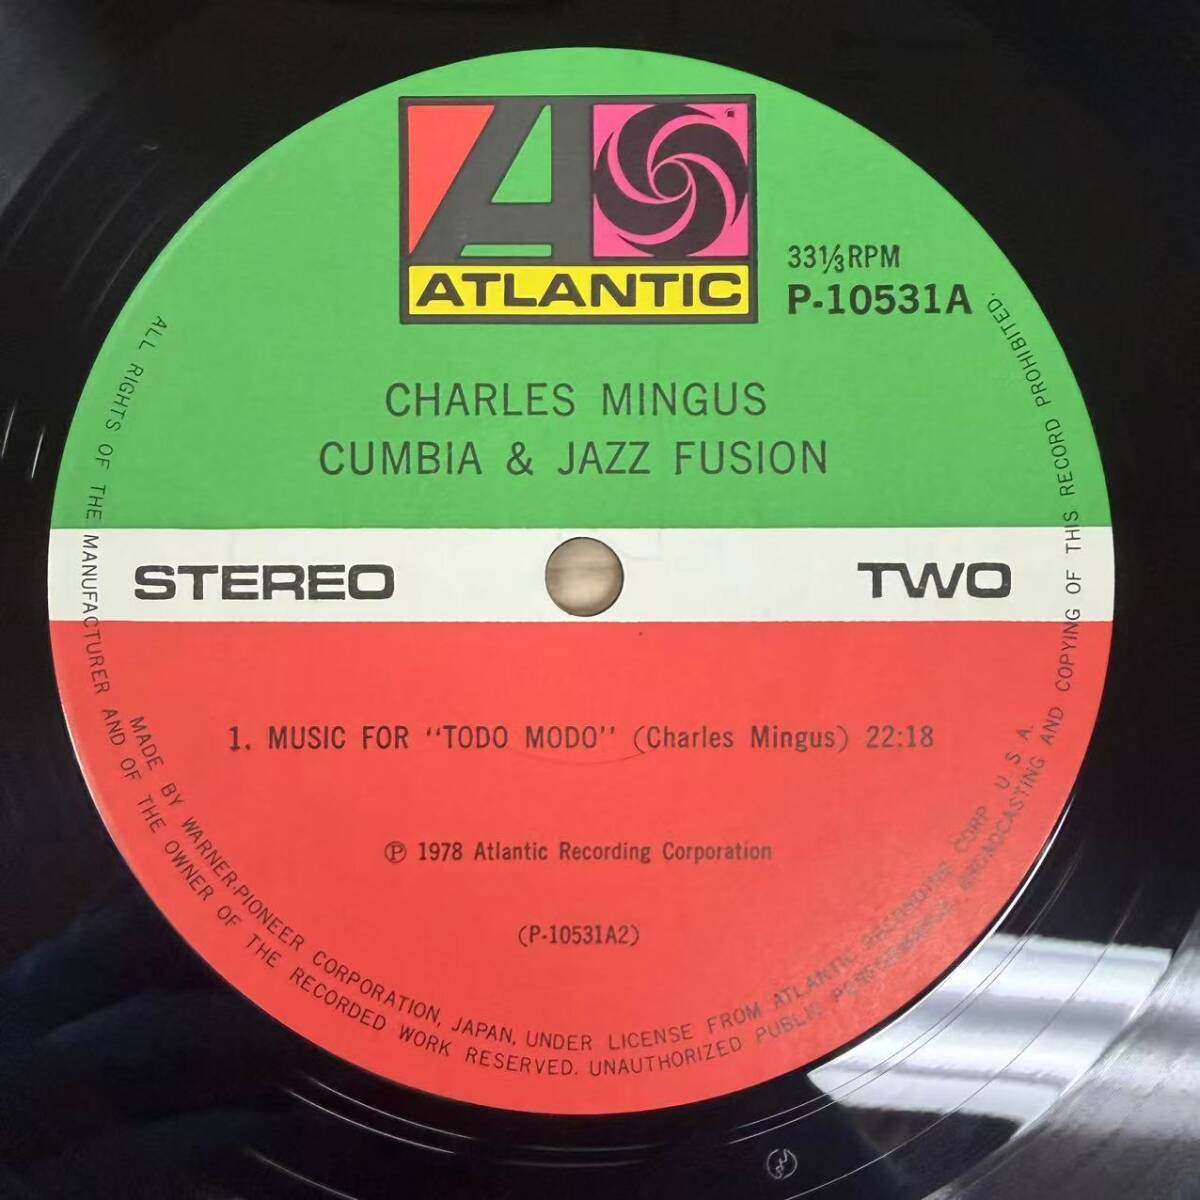 ATLANTIC
33⅓RPM
P-10531A
CHARLES MINGUS
CUMBIA & JAZZ FUSION
STEREO
TWO
1. MUSIC FOR "TODO MODO" (Charles Mingus) 22:18
Ⓟ 1978 Atlantic Recording Corporation
(P-10531A2)
MADE BY WARNER-PIONEER CORPORATION, JAPAN, UNDER LICENSE FROM ATLANTIC RECORDING CORP. U.S.A.
ALL RIGHTS OF THE MANUFACTURER AND OF THE OWNER OF THE RECORDED WORK RESERVED. UNAUTHORIZED PUBLIC PERFORMANCE, BROADCASTING AND COPYING OF THIS RECORD PROHIBITED.